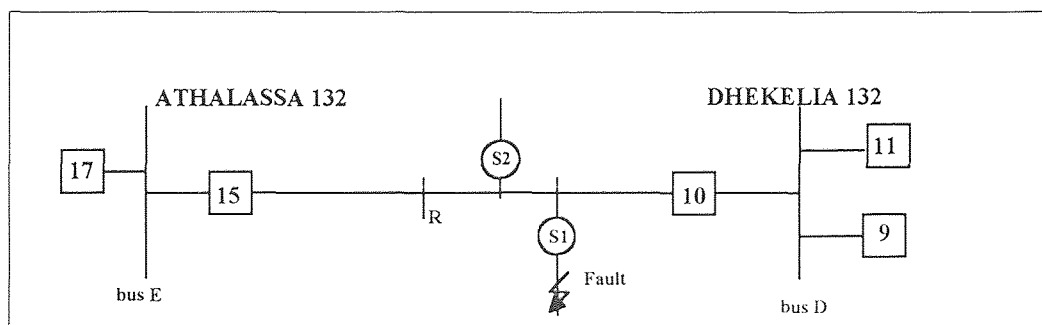 ATHALASSA 132
DHEKELIA 132
S2
17
11
15
10
R
S1
9
Fault
bus E
bus D